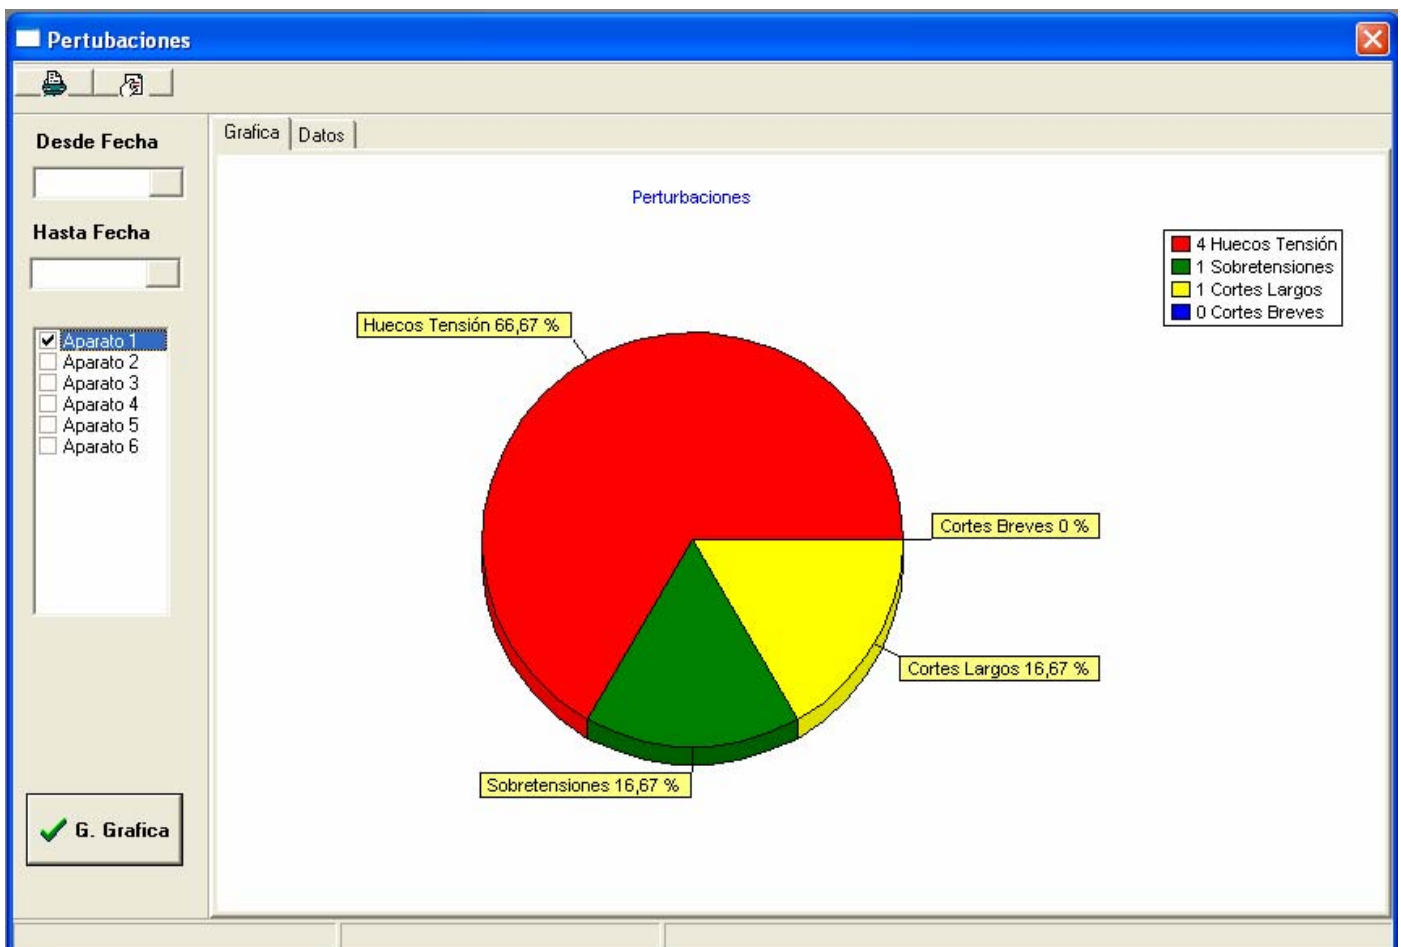 Pertubaciones
Desde Fecha
Hasta Fecha
Aparato 1
Aparato 2
Aparato 3
Aparato 4
Aparato 5
Aparato 6
G. Grafica
Grafica
Datos
Perturbaciones
4 Huecos Tensión
1 Sobretensiones
1 Cortes Largos
0 Cortes Breves
Huecos Tensión 66,67 %
Cortes Breves 0 %
Cortes Largos 16,67 %
Sobretensiones 16,67 %